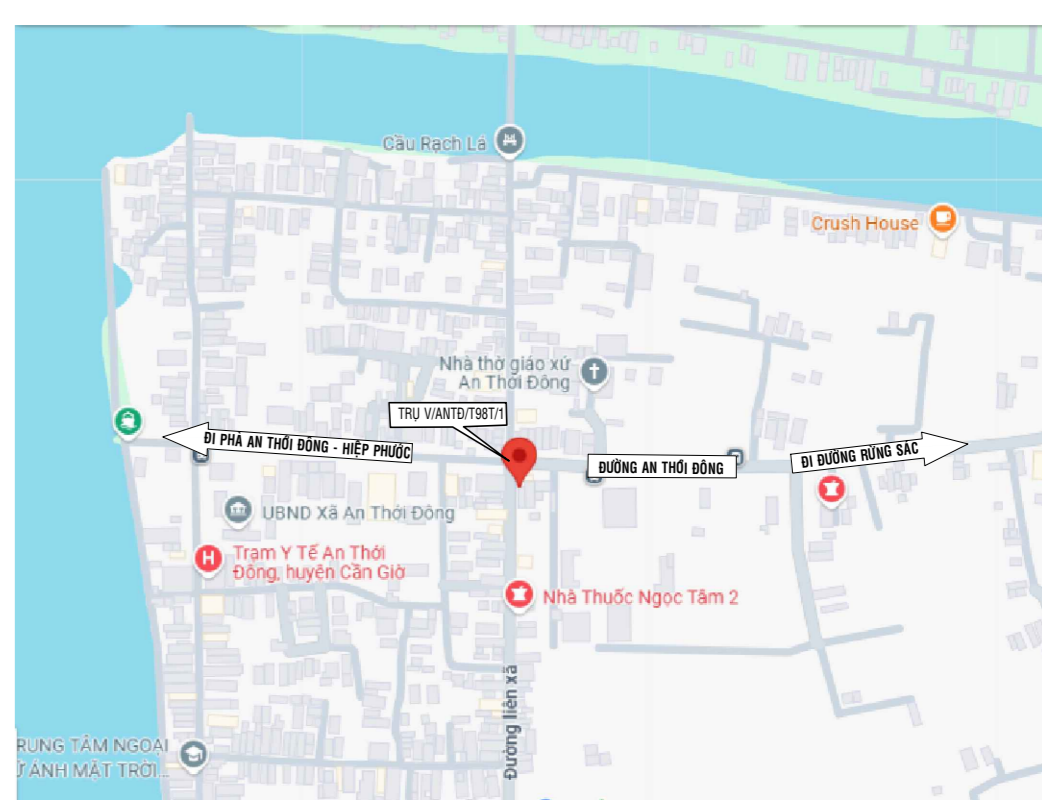 Cầu Rạch Lá
Crush House
Nhà thờ giáo xứ
An Thới Đông
TRỤ V/ANTĐ/T98T/1
ĐI PHÀ AN THỚI ĐÔNG - HIỆP PHƯỚC
ĐƯỜNG AN THỚI ĐÔNG
ĐI ĐƯỜNG RỪNG SÁC
UBND Xã An Thới Đông
H
Trạm Y Tế An Thới
Đông, huyện Cần Giờ
Nhà Thuốc Ngọc Tâm 2
Đường liên xã
RUNG TÂM NGOẠI
Ữ ÁNH MẶT TRỜI...